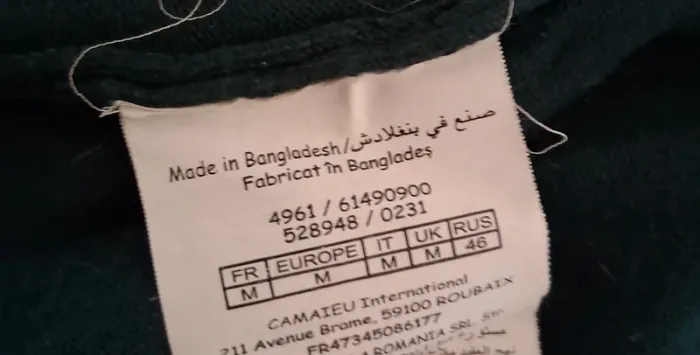 Made in Bangladesh/صنع في بنغلادش
Fabricat în Bangladeş
4961 / 61490900
528948 / 0231
FR EUROPE IT UK RUS
M M M M 46
CAMAIEU International
211 Avenue Brame, 59100 ROUBAIX
FR47345086177
ROMANIA SRL